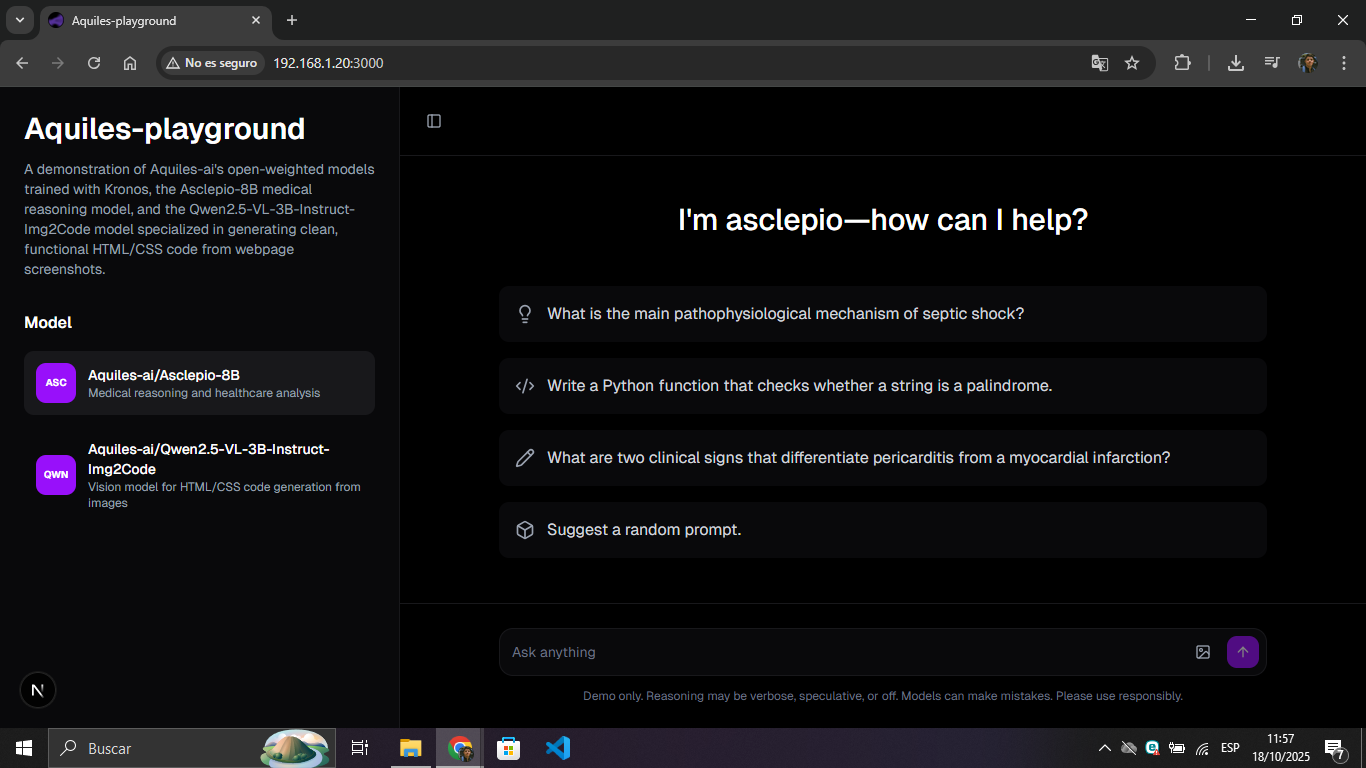 Aquiles-playground
No es seguro 192.168.1.20:3000
Aquiles-playground
A demonstration of Aquiles-ai's open-weighted models
trained with Kronos, the Asclepio-8B medical
reasoning model, and the Qwen2.5-VL-3B-Instruct-
Img2Code model specialized in generating clean,
functional HTML/CSS code from webpage
screenshots.
Model
ASC
Aquiles-ai/Asclepio-8B
Medical reasoning and healthcare analysis
QWN
Aquiles-ai/Qwen2.5-VL-3B-Instruct-
Img2Code
Vision model for HTML/CSS code generation from
images
N
I'm asclepio—how can I help?
What is the main pathophysiological mechanism of septic shock?
Write a Python function that checks whether a string is a palindrome.
What are two clinical signs that differentiate pericarditis from a myocardial infarction?
Suggest a random prompt.
Ask anything
Demo only. Reasoning may be verbose, speculative, or off. Models can make mistakes. Please use responsibly.
Buscar
ESP
11:57
18/10/2025
7